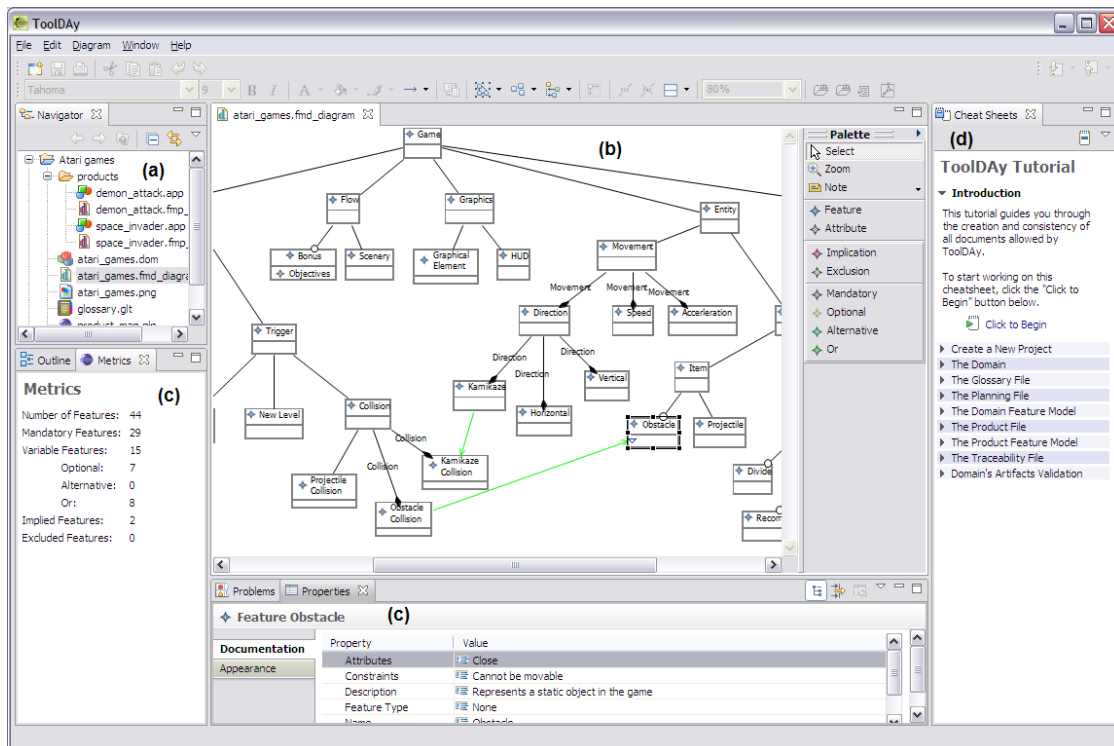 ToolDAy
File Edit Diagram Window Help
Tahoma 9 B I A 80%
Navigator
(a)
Atari games
products
demon_attack.app
demon_attack.fmp_
space_invader.app
space_invader.fmp_
atari_games.dom
atari_games.fmd_diagra
atari_games.png
glossary.glt
product_map.pln
Outline Metrics
(c)
Metrics
Number of Features: 44
Mandatory Features: 29
Variable Features: 15
Optional: 7
Alternative: 0
Or: 8
Implied Features: 2
Excluded Features: 0
atari_games.fmd_diagram
(b)
Game
Flow
Graphics
Entity
Bonus
Objectives
Scenery
Graphical
Element
HUD
Movement
Movement
Movement
Movement
Direction
Speed
Acceleration
Trigger
Direction
Direction
Direction
Kamikaze
Horizontal
Vertical
Item
New Level
Collision
Obstacle
Projectile
Collision
Collision
Projectile
Collision
Kamikaze
Collision
Obstacle
Collision
Divide
Recom
Palette
Select
Zoom
Note
Feature
Attribute
Implication
Exclusion
Mandatory
Optional
Alternative
Or
Problems Properties
Feature Obstacle
(c)
Documentation
Appearance
Property Value
Attributes Close
Constraints Cannot be movable
Description Represents a static object in the game
Feature Type None
Name Obstacle
Cheat Sheets
(d)
ToolDAy Tutorial
Introduction
This tutorial guides you through
the creation and consistency of
all documents allowed by
ToolDAy.
To start working on this
cheatsheet, click the "Click to
Begin" button below.
Click to Begin
Create a New Project
The Domain
The Glossary File
The Planning File
The Domain Feature Model
The Product File
The Product Feature Model
The Traceability File
Domain's Artifacts Validation